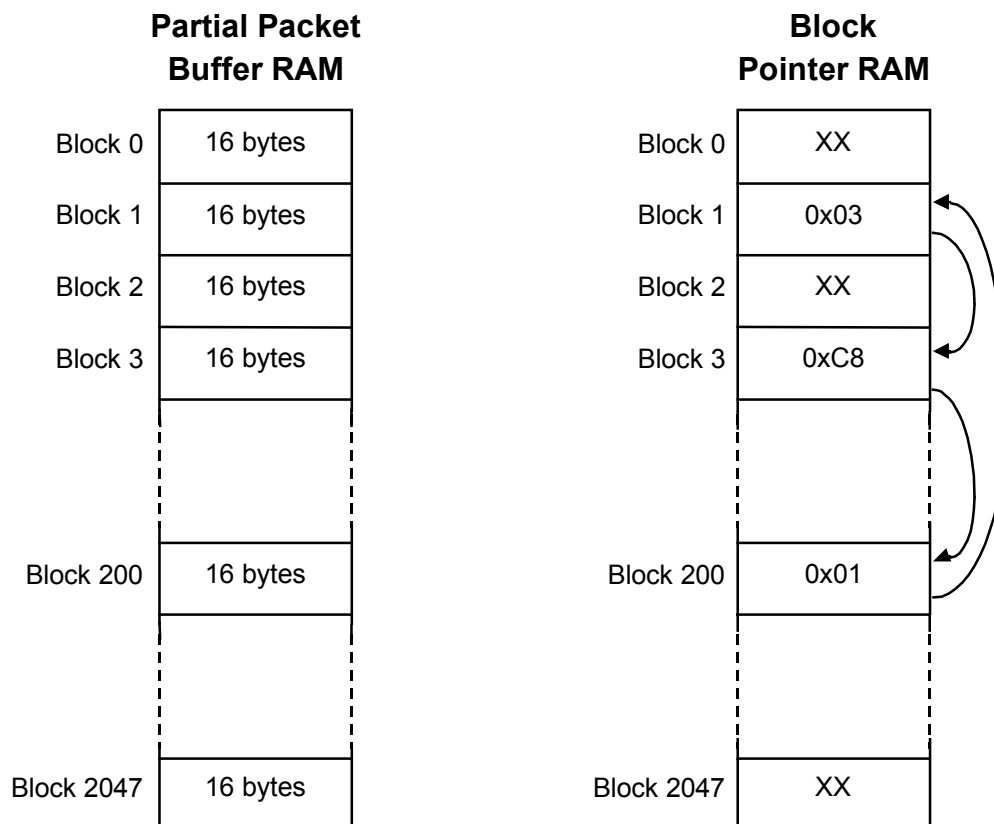 Partial Packet
Buffer RAM
Block 0
16 bytes
Block 1
16 bytes
Block 2
16 bytes
Block 3
16 bytes
Block 200
16 bytes
Block 2047
16 bytes
Block
Pointer RAM
Block 0
XX
Block 1
0x03
Block 2
XX
Block 3
0xC8
Block 200
0x01
Block 2047
XX